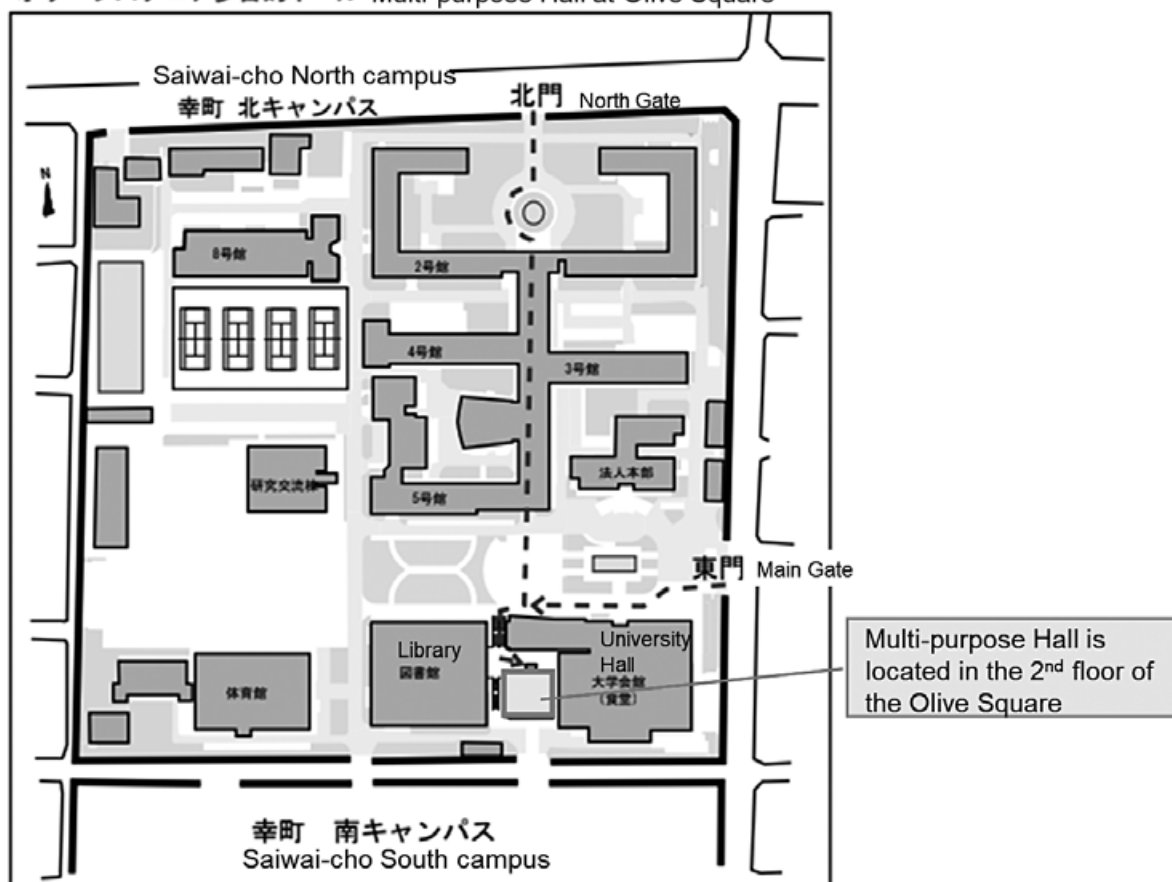 Multi-purpose Hall at Olive Square
Saiwai-cho North campus
幸町 北キャンパス
北門 North Gate
N
8号館
2号館
4号館
3号館
研究交流棟
5号館
法人本部
東門 Main Gate
Library
図書館
University
Hall
大学会館
(食堂)
体育館
Multi-purpose Hall is
located in the 2nd floor of
the Olive Square
幸町 南キャンパス
Saiwai-cho South campus